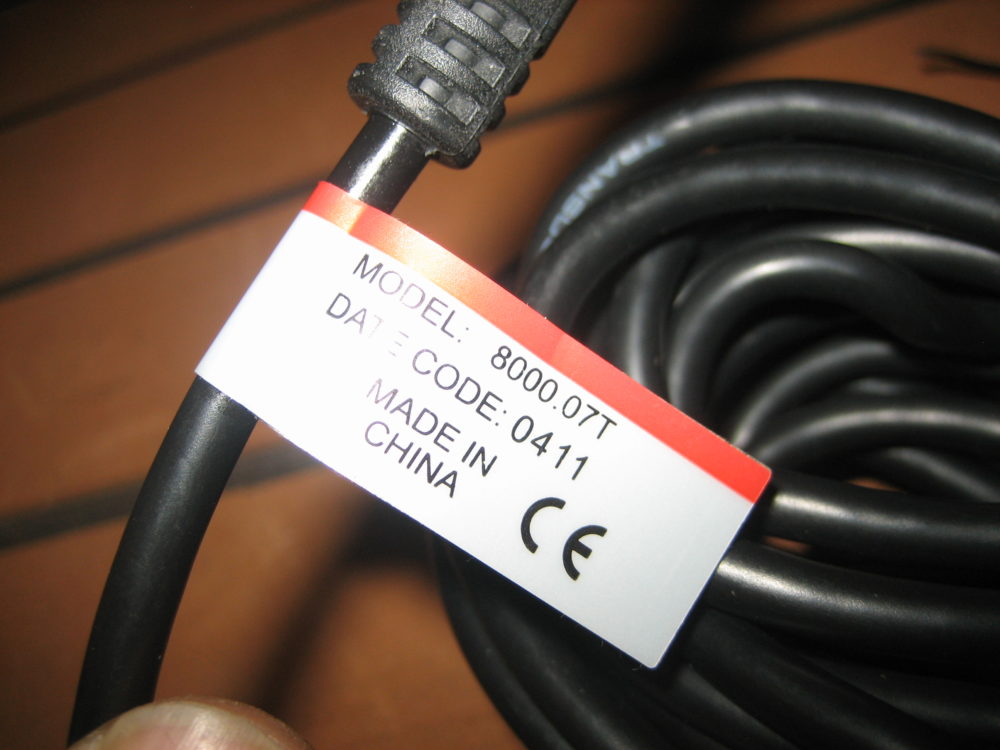 MODEL: 8000.07T
DATE CODE: 0411
MADE IN
CHINA
CE